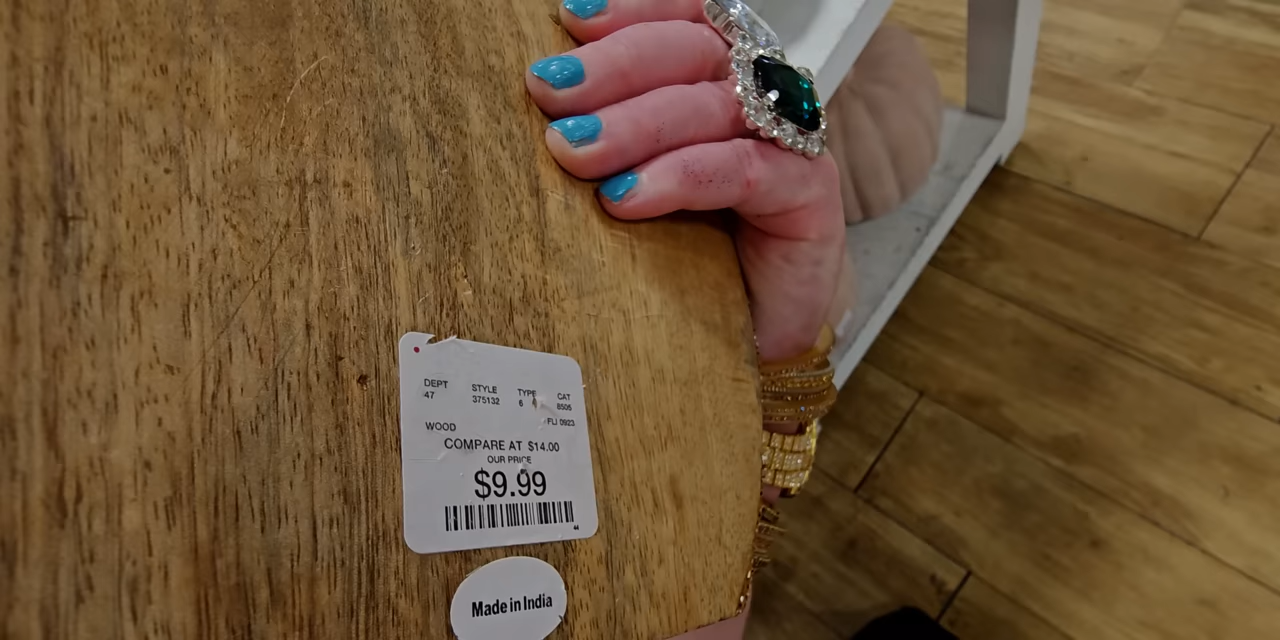 DEPT STYLE TYPE CAT
47 375132 6 8506
WOOD FLI 0923
COMPARE AT $14.00
OUR PRICE
$9.99
Made in India